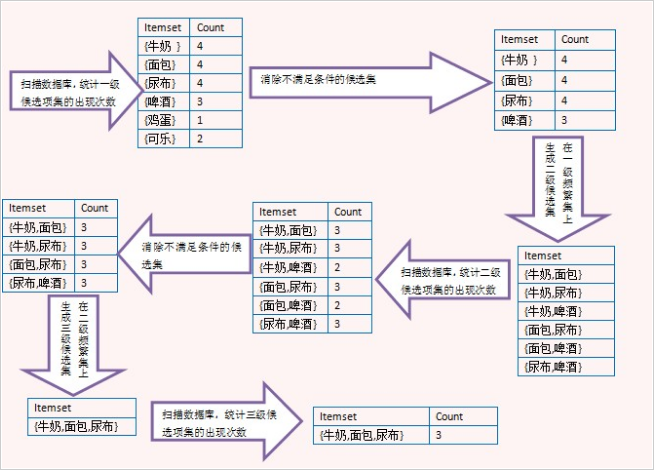 扫描数据库，统计一级
候选项集的出现次数
Itemset Count
{牛奶 } 4
{面包} 4
{尿布} 4
{啤酒} 3
{鸡蛋} 1
{可乐} 2
消除不满足条件的候选集
Itemset Count
{牛奶 } 4
{面包} 4
{尿布} 4
{啤酒} 3
在一级频繁集上
生成二级候选集
Itemset
{牛奶,面包}
{牛奶,尿布}
{牛奶,啤酒}
{面包,尿布}
{面包,啤酒}
{尿布,啤酒}
扫描数据库，统计二级
候选项集的出现次数
Itemset Count
{牛奶,面包} 3
{牛奶,尿布} 3
{牛奶,啤酒} 2
{面包,尿布} 3
{面包,啤酒} 2
{尿布,啤酒} 3
消除不满足条件的候
选集
Itemset Count
{牛奶,面包} 3
{牛奶,尿布} 3
{面包,尿布} 3
{尿布,啤酒} 3
在二级频繁集上
生成三级候选集
Itemset
{牛奶,面包,尿布}
扫描数据库，统计三级候
选项集的出现次数
Itemset Count
{牛奶,面包,尿布} 3